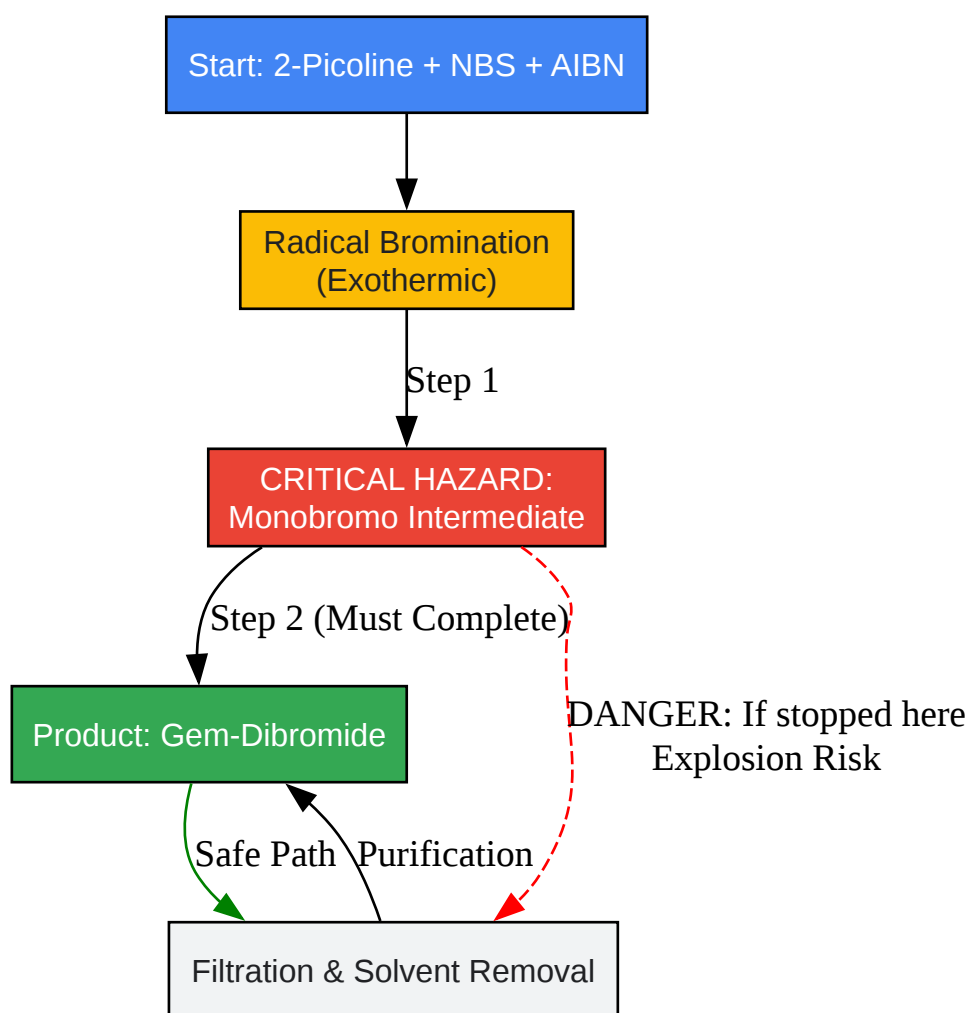 Start: 2-Picoline + NBS + AIBN
Radical Bromination
(Exothermic)
Step 1
CRITICAL HAZARD:
Monobromo Intermediate
Step 2 (Must Complete)
DANGER: If stopped here
Explosion Risk
Product: Gem-Dibromide
Safe Path
Purification
Filtration & Solvent Removal